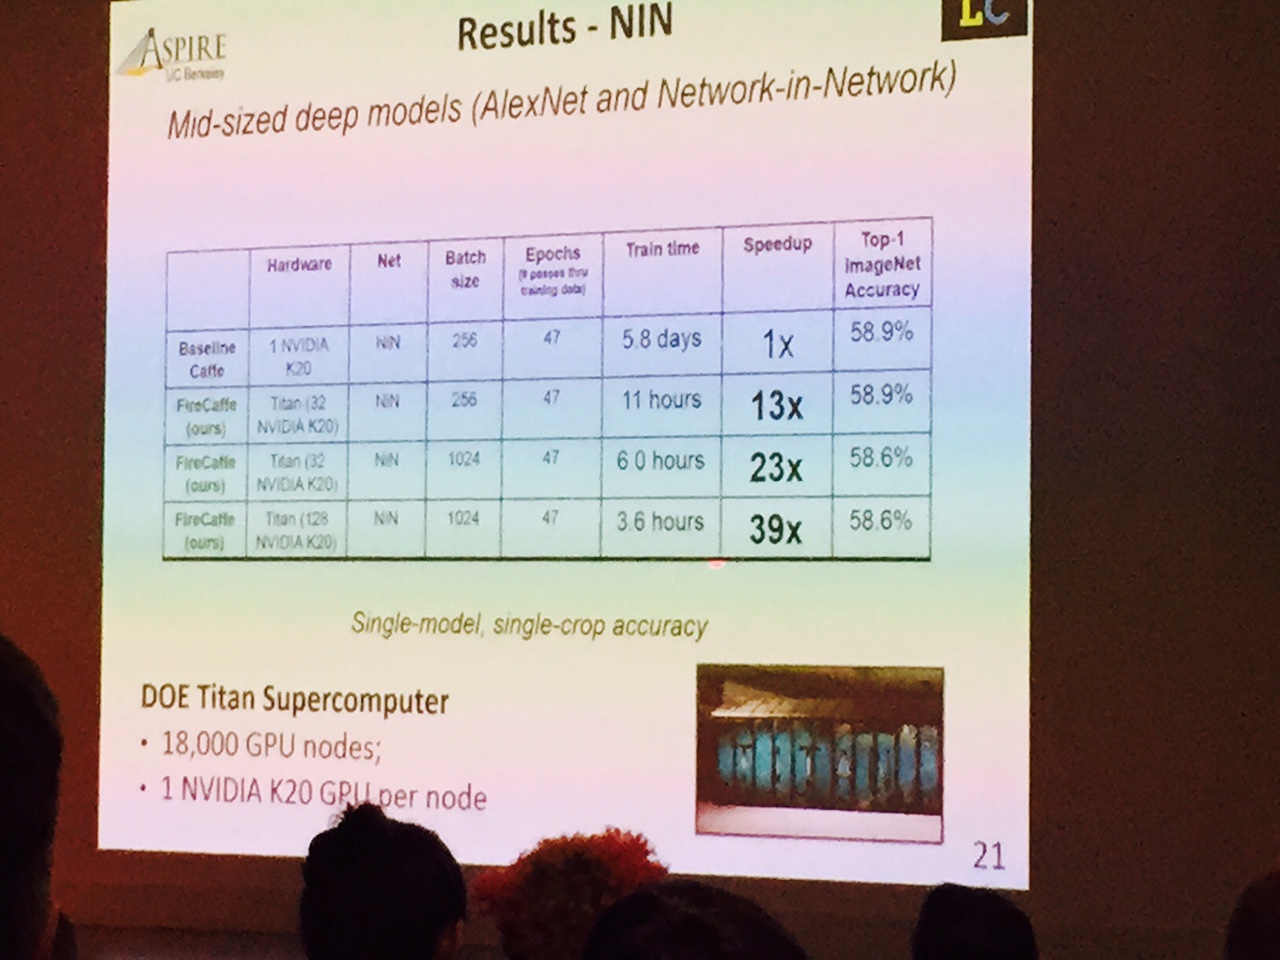 Results - NIN
LC
ASPIRE
UC Berkeley
Mid-sized deep models (AlexNet and Network-in-Network)
Hardware Net Batch size Epochs (# passes thru training data) Train time Speedup Top-1 ImageNet Accuracy
Baseline Caffe 1 NVIDIA K20 NiN 256 47 5.8 days 1x 58.9%
FireCaffe (ours) Titan (32 NVIDIA K20) NiN 256 47 11 hours 13x 58.9%
FireCaffe (ours) Titan (32 NVIDIA K20) NiN 1024 47 6.0 hours 23x 58.6%
FireCaffe (ours) Titan (128 NVIDIA K20) NiN 1024 47 3.6 hours 39x 58.6%
Single-model, single-crop accuracy
DOE Titan Supercomputer
• 18,000 GPU nodes;
• 1 NVIDIA K20 GPU per node
21